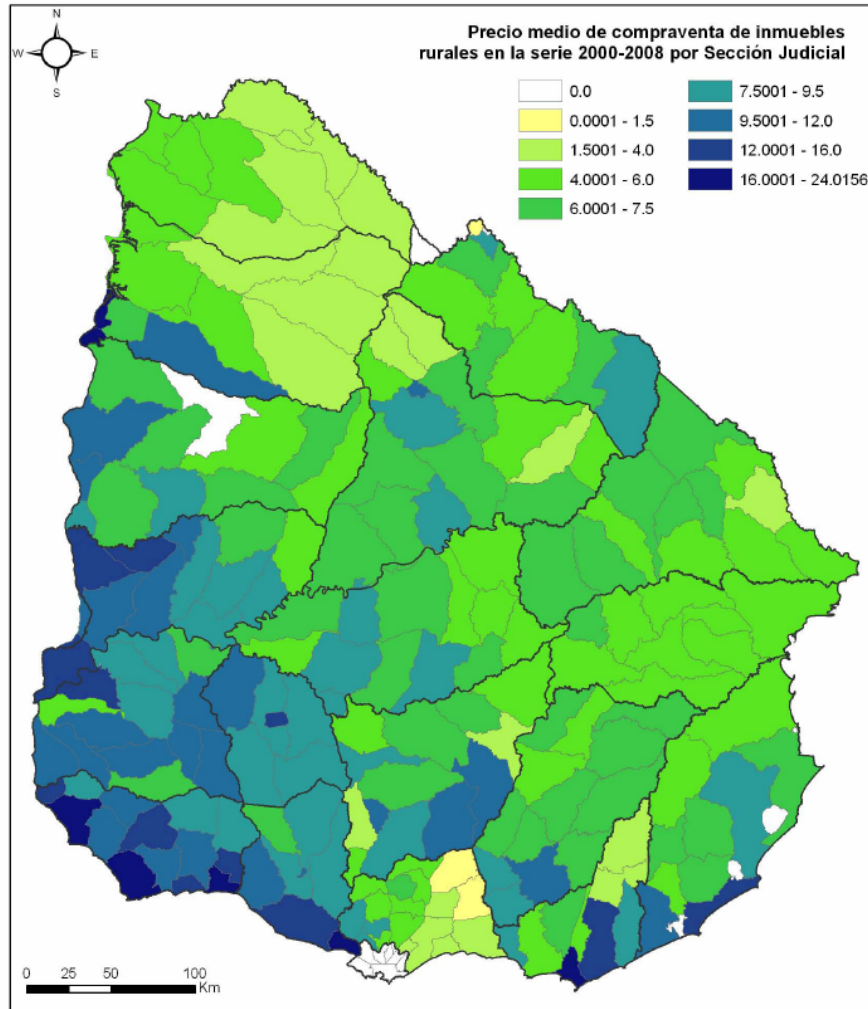 N
W E
S
Precio medio de compraventa de inmuebles
rurales en la serie 2000-2008 por Sección Judicial
0.0
0.0001 - 1.5
1.5001 - 4.0
4.0001 - 6.0
6.0001 - 7.5
7.5001 - 9.5
9.5001 - 12.0
12.0001 - 16.0
16.0001 - 24.0156
0 25 50 100
Km